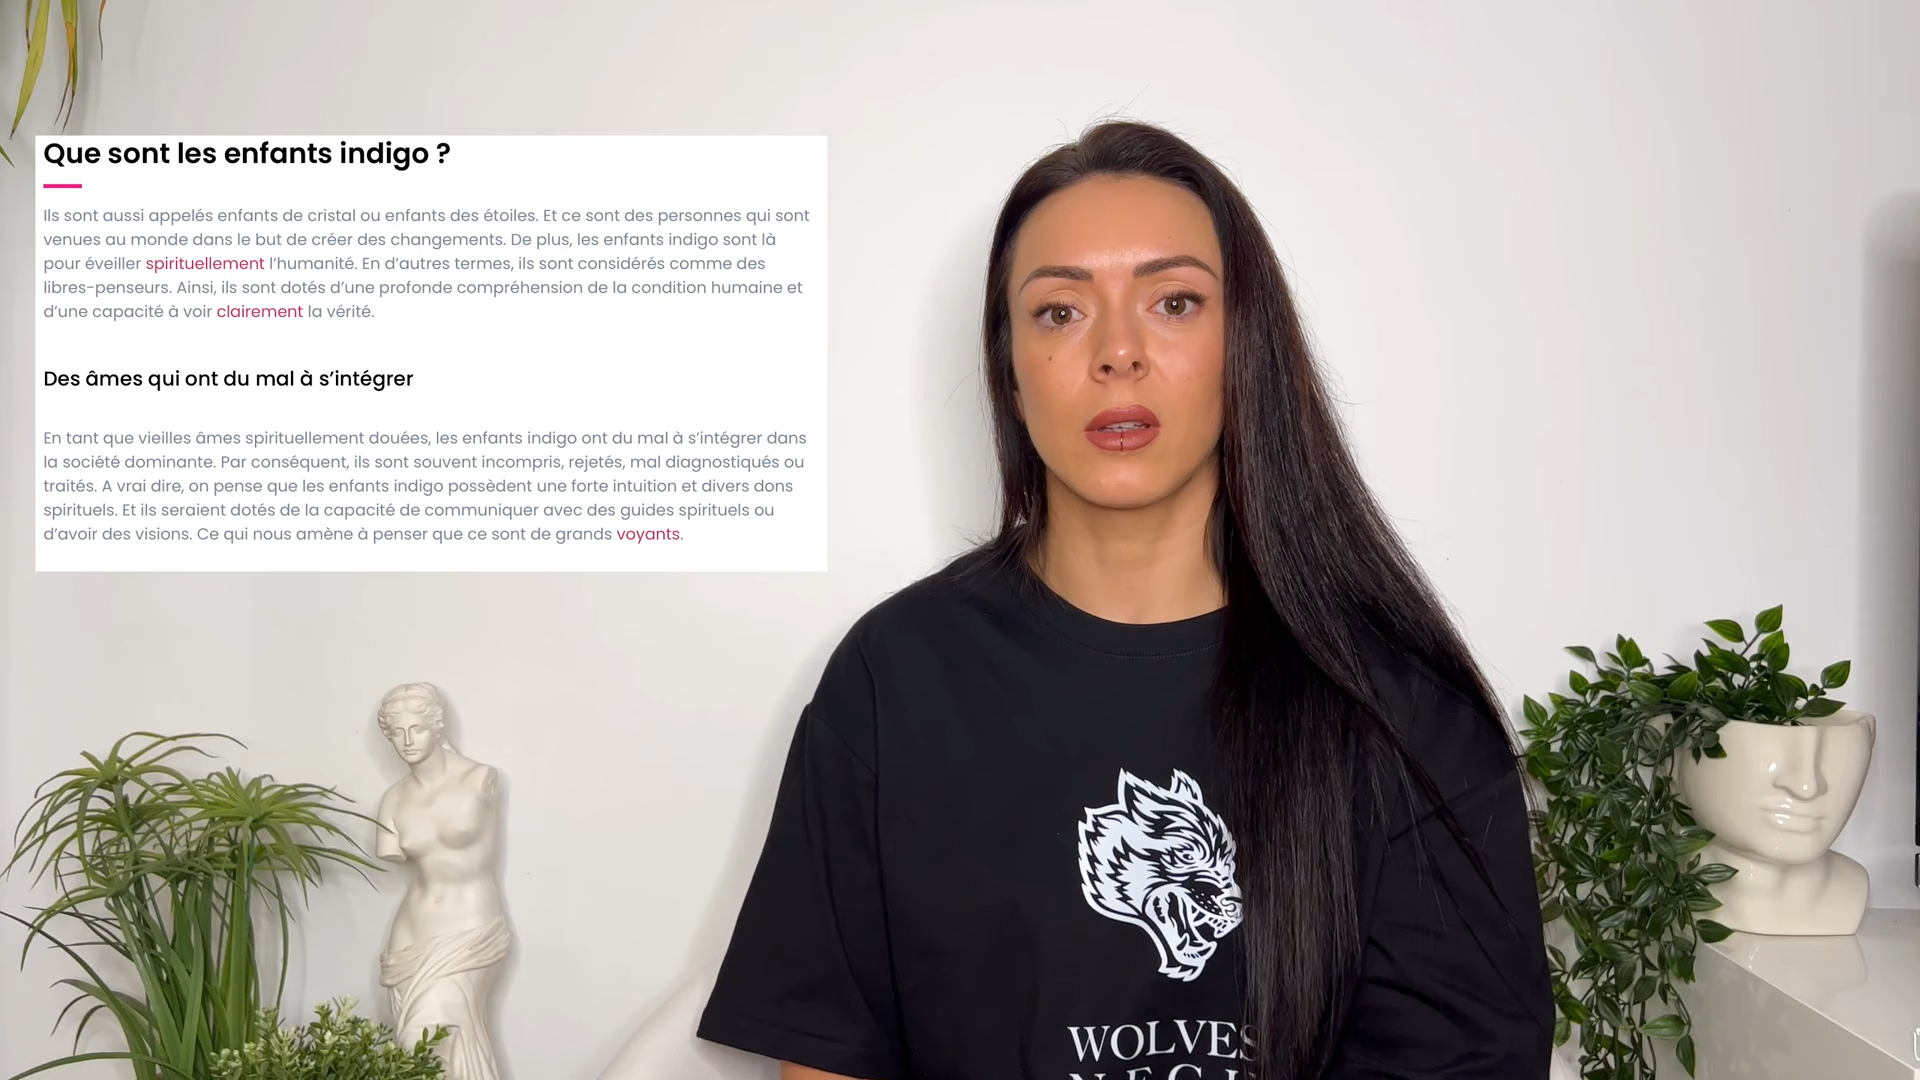 Que sont les enfants indigo ?
Ils sont aussi appelés enfants de cristal ou enfants des étoiles. Et ce sont des personnes qui sont
venues au monde dans le but de créer des changements. De plus, les enfants indigo sont là
pour éveiller spirituellement l’humanité. En d’autres termes, ils sont considérés comme des
libres-penseurs. Ainsi, ils sont dotés d’une profonde compréhension de la condition humaine et
d’une capacité à voir clairement la vérité.
Des âmes qui ont du mal à s’intégrer
En tant que vieilles âmes spirituellement douées, les enfants indigo ont du mal à s’intégrer dans
la société dominante. Par conséquent, ils sont souvent incompris, rejetés, mal diagnostiqués ou
traités. A vrai dire, on pense que les enfants indigo possèdent une forte intuition et divers dons
spirituels. Et ils seraient dotés de la capacité de communiquer avec des guides spirituels ou
d’avoir des visions. Ce qui nous amène à penser que ce sont de grands voyants.
WOLVES